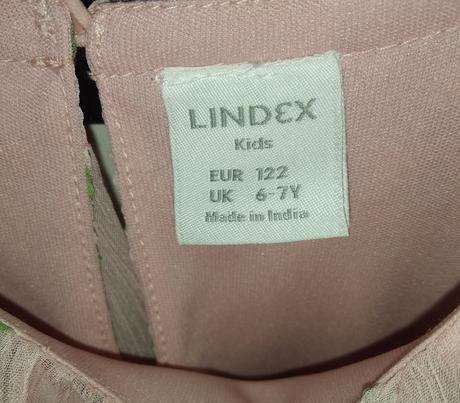 LINDEX
Kids
EUR 122
UK 6-7Y
Made in India